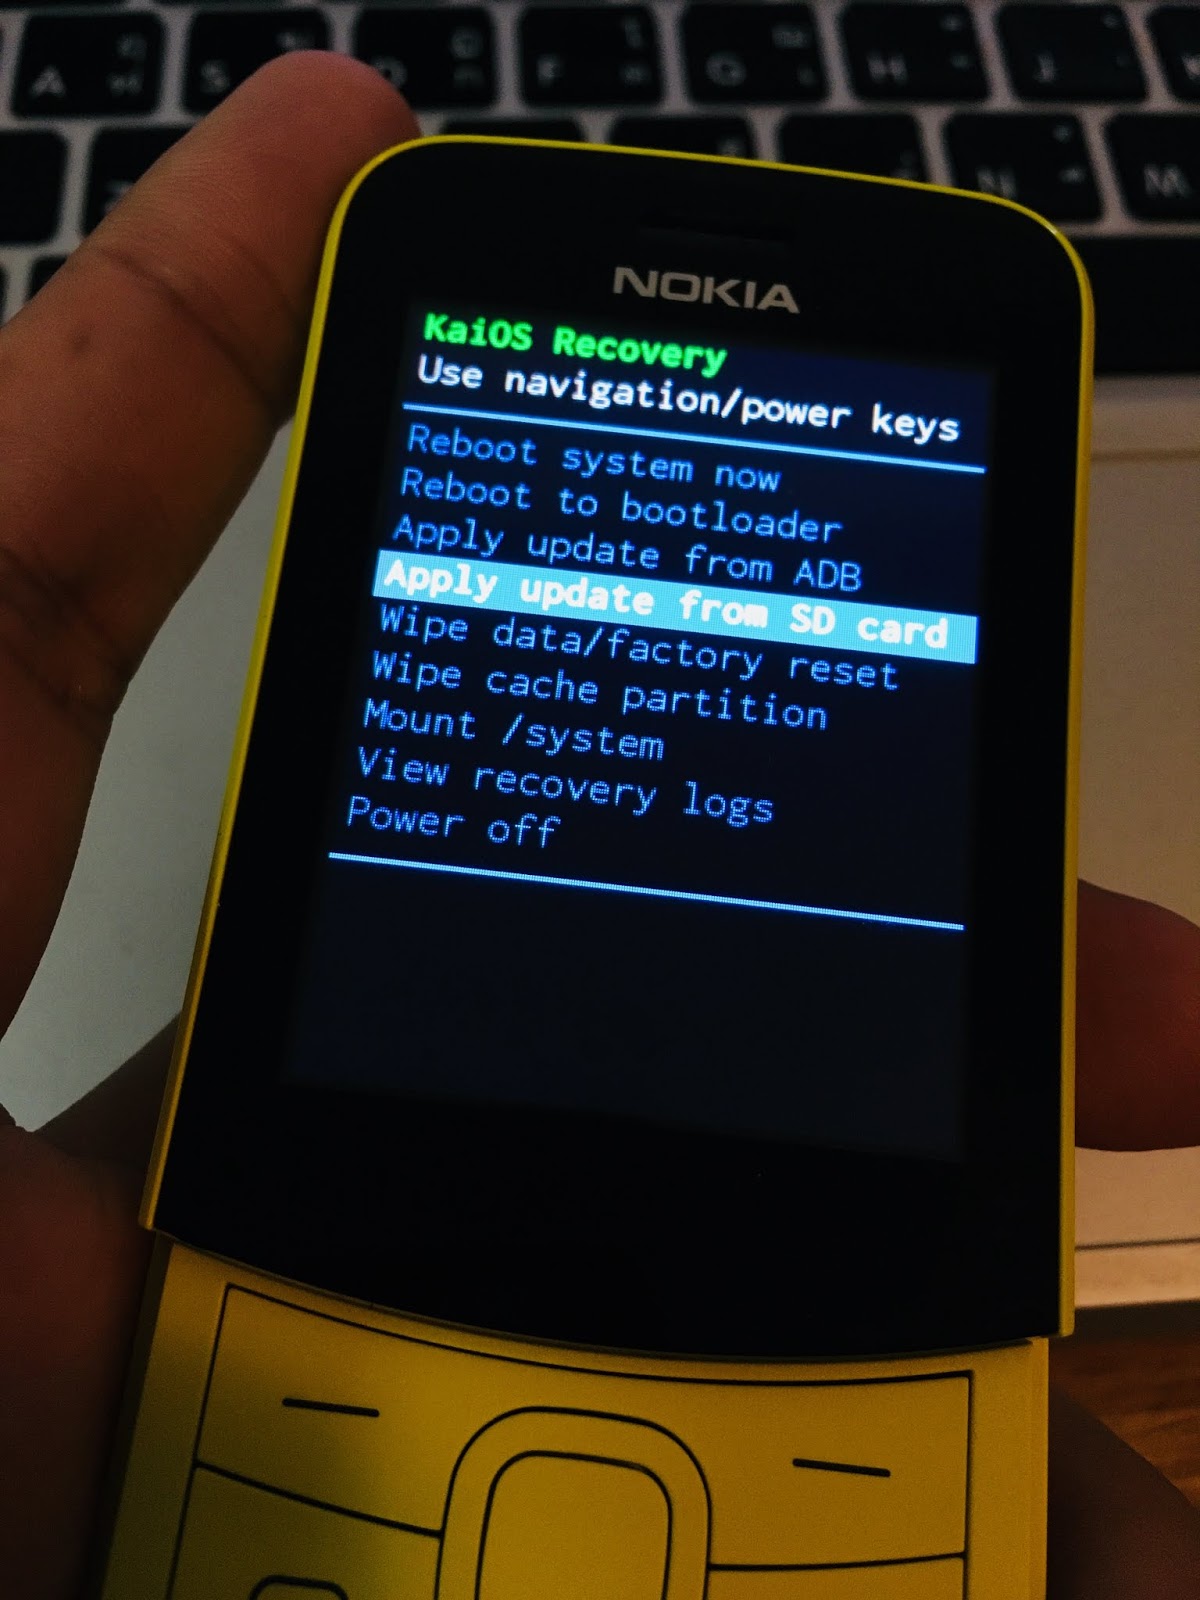 A S D F G H J
N M
NOKIA
KaiOS Recovery
Use navigation/power keys
Reboot system now
Reboot to bootloader
Apply update from ADB
Apply update from SD card
Wipe data/factory reset
Wipe cache partition
Mount /system
View recovery logs
Power off